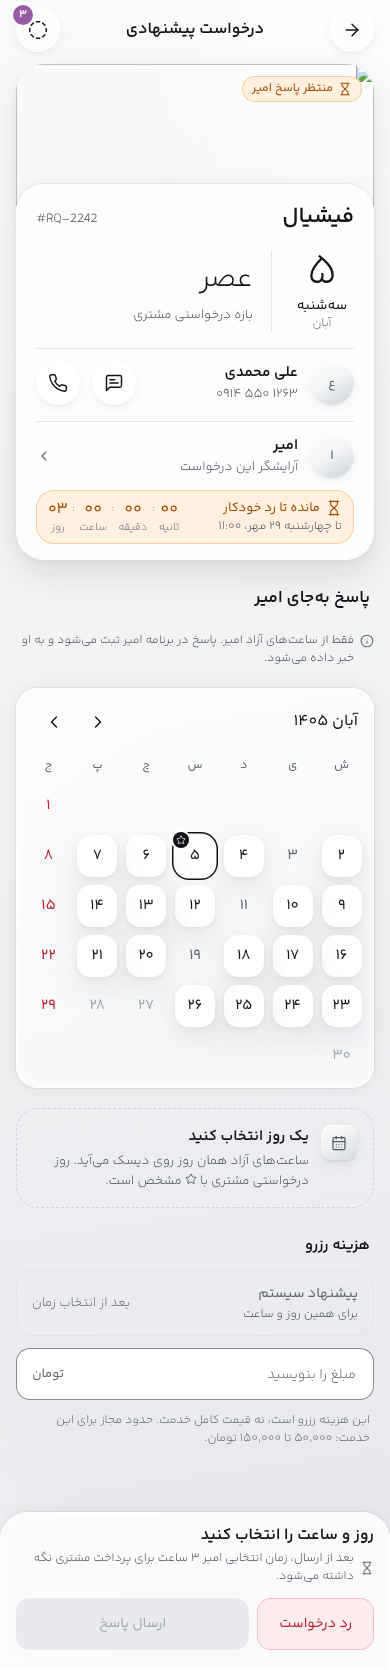 درخواست پیشنهادی
۳
منتظر پاسخ امیر
فیشیال
#RQ-2242
۵
سه‌شنبه
آبان
عصر
بازه درخواستی مشتری
ع
علی محمدی
۰۹۱۴ ۵۵۰ ۱۲۶۳
ا
امیر
آرایشگر این درخواست
مانده تا رد خودکار
تا چهارشنبه ۲۹ مهر، ۱۱:۰۰
۰۰ : ۰۰ : ۰۰ : ۰۳
ثانیه دقیقه ساعت روز
پاسخ به‌جای امیر
فقط از ساعت‌های آزاد امیر. پاسخ در برنامه امیر ثبت می‌شود و به او
خبر داده می‌شود.
آبان ۱۴۰۵
ش ی د س چ پ ج
۱
۲ ۳ ۴ ۵ ۶ ۷ ۸
۹ ۱۰ ۱۱ ۱۲ ۱۳ ۱۴ ۱۵
۱۶ ۱۷ ۱۸ ۱۹ ۲۰ ۲۱ ۲۲
۲۳ ۲۴ ۲۵ ۲۶ ۲۷ ۲۸ ۲۹
۳۰
یک روز انتخاب کنید
ساعت‌های آزاد همان روز روی دیسک می‌آید. روز
درخواستی مشتری با ☆ مشخص است.
هزینه رزرو
پیشنهاد سیستم
برای همین روز و ساعت
بعد از انتخاب زمان
مبلغ را بنویسید
تومان
این هزینه رزرو است، نه قیمت کامل خدمت. حدود مجاز برای این
خدمت: ۵۰,۰۰۰ تا ۱۵۰,۰۰۰ تومان.
روز و ساعت را انتخاب کنید
بعد از ارسال، زمان انتخابی امیر ۳ ساعت برای پرداخت مشتری نگه
داشته می‌شود.
رد درخواست
ارسال پاسخ